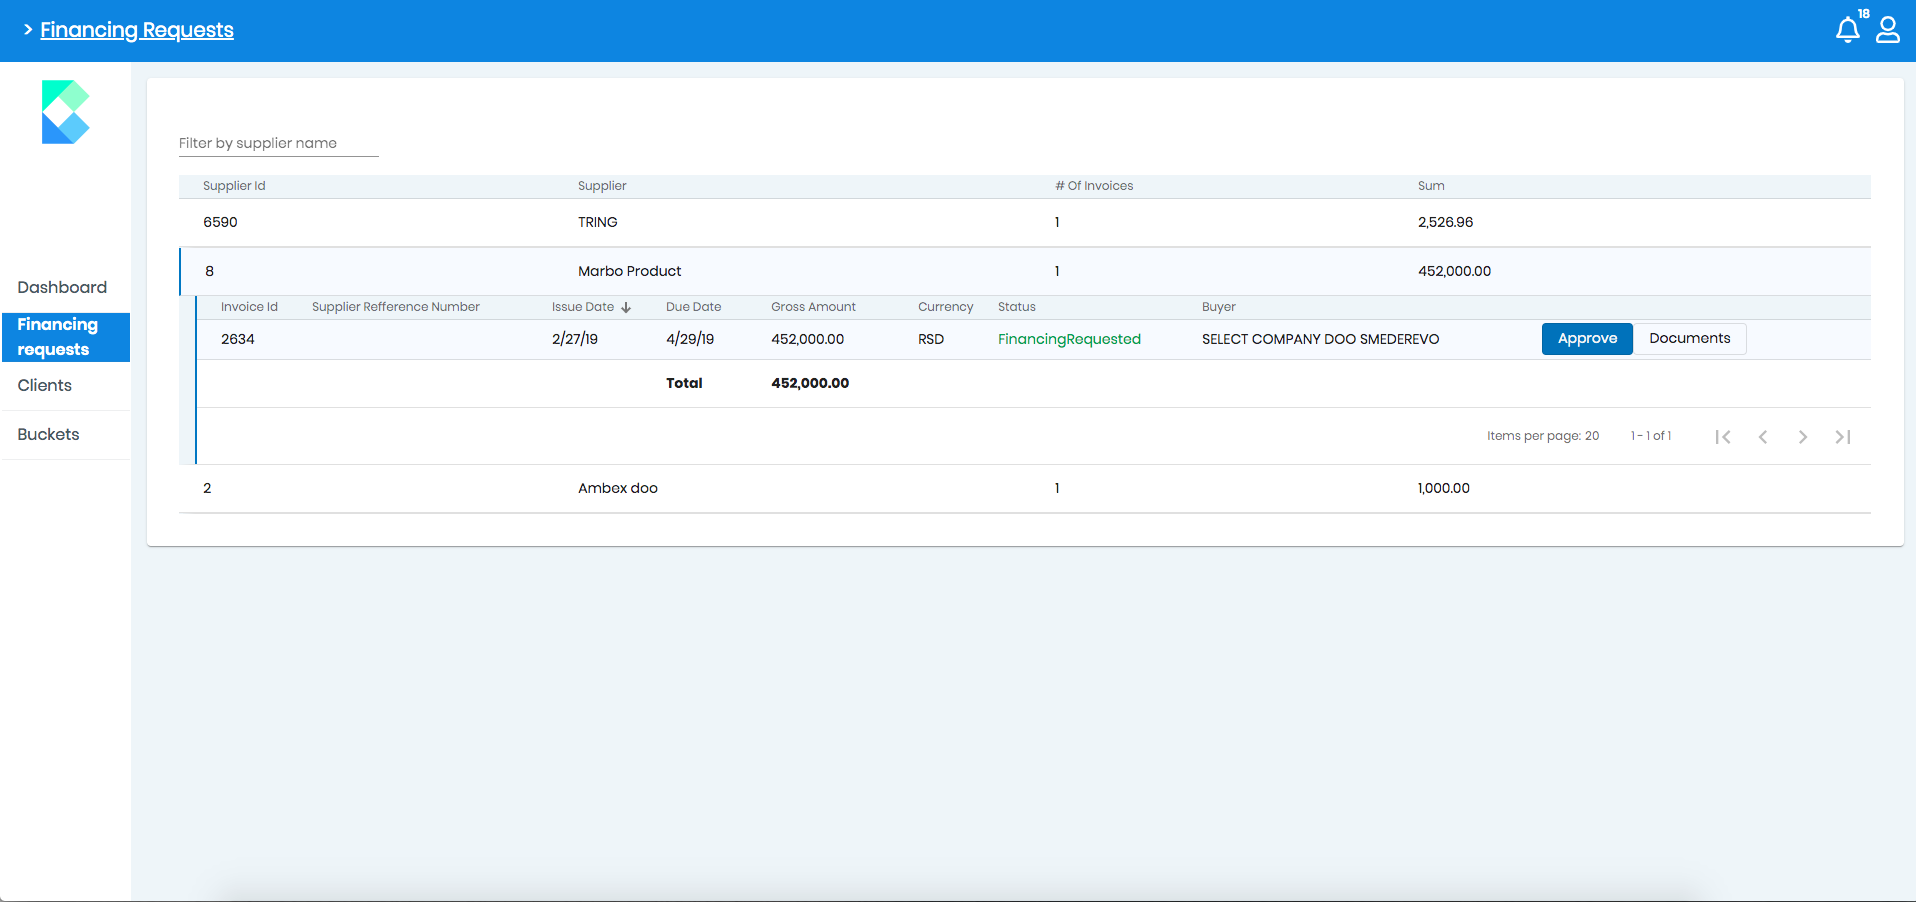 > Financing Requests
18
Dashboard
Financing
requests
Clients
Buckets
Filter by supplier name
Supplier Id Supplier # Of Invoices Sum
6590 TRING 1 2,526.96
8 Marbo Product 1 452,000.00
Invoice Id Supplier Refference Number Issue Date ↓ Due Date Gross Amount Currency Status Buyer
2634 2/27/19 4/29/19 452,000.00 RSD FinancingRequested SELECT COMPANY DOO SMEDEREVO Approve Documents
Total 452,000.00
Items per page: 20 1 - 1 of 1
2 Ambex doo 1 1,000.00